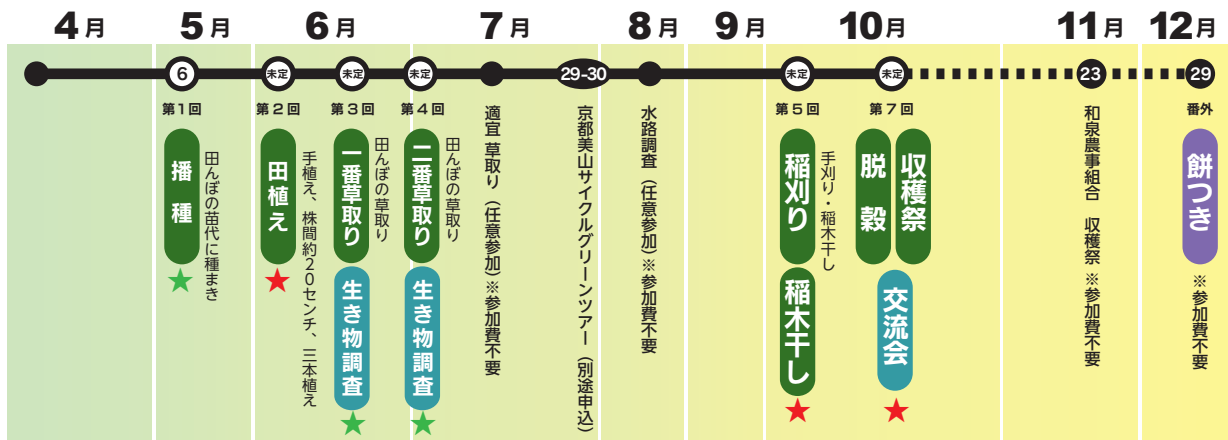 4月
5月
6月
7月
8月
9月
10月
11月
12月
6
未定
未定
未定
29-30
未定
未定
23
29
第1回
第2回
第3回
第4回
第5回
第7回
番外
播種
田んぼの苗代に種まき
★
田植え
手植え、株間約20センチ、三本植え
★
一番草取り
田んぼの草取り
生き物調査
★
二番草取り
田んぼの草取り
生き物調査
★
適宜 草取り（任意参加）※参加費不要
京都美山サイクルグリーンツアー（別途申込）
水路調査（任意参加）※参加費不要
稲刈り
手刈り・稲木干し
稲木干し
★
脱穀
収穫祭
交流会
★
和泉農事組合 収穫祭 ※参加費不要
餅つき
※参加費不要